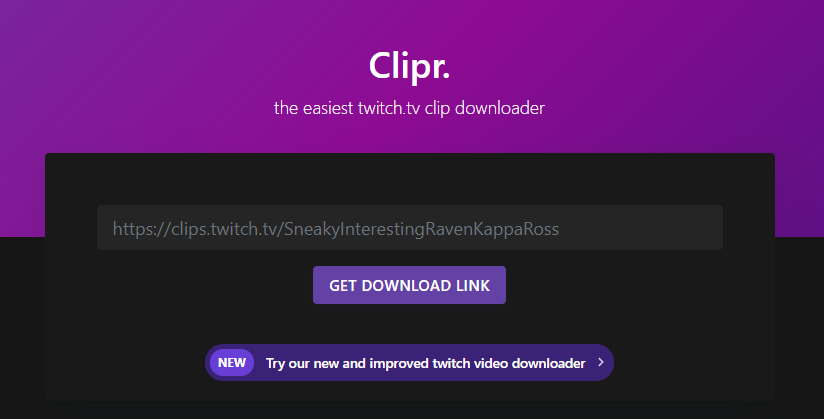 Clipr.
the easiest twitch.tv clip downloader
https://clips.twitch.tv/SneakyInterestingRavenKappaRoss
GET DOWNLOAD LINK
NEW Try our new and improved twitch video downloader